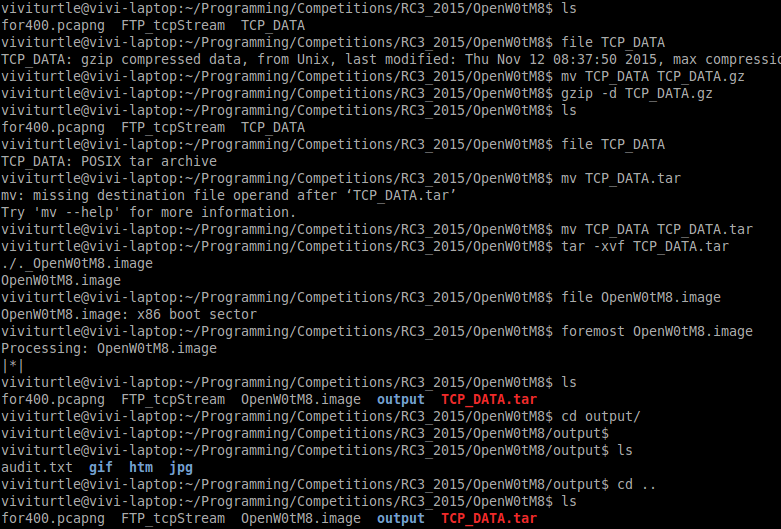 viviturtle@vivi-laptop:~/Programming/Competitions/RC3_2015/OpenW0tM8$ ls
for400.pcapng  FTP_tcpStream  TCP_DATA
viviturtle@vivi-laptop:~/Programming/Competitions/RC3_2015/OpenW0tM8$ file TCP_DATA
TCP_DATA: gzip compressed data, from Unix, last modified: Thu Nov 12 08:37:50 2015, max compressio
viviturtle@vivi-laptop:~/Programming/Competitions/RC3_2015/OpenW0tM8$ mv TCP_DATA TCP_DATA.gz
viviturtle@vivi-laptop:~/Programming/Competitions/RC3_2015/OpenW0tM8$ gzip -d TCP_DATA.gz
viviturtle@vivi-laptop:~/Programming/Competitions/RC3_2015/OpenW0tM8$ ls
for400.pcapng  FTP_tcpStream  TCP_DATA
viviturtle@vivi-laptop:~/Programming/Competitions/RC3_2015/OpenW0tM8$ file TCP_DATA
TCP_DATA: POSIX tar archive
viviturtle@vivi-laptop:~/Programming/Competitions/RC3_2015/OpenW0tM8$ mv TCP_DATA.tar
mv: missing destination file operand after ‘TCP_DATA.tar’
Try 'mv --help' for more information.
viviturtle@vivi-laptop:~/Programming/Competitions/RC3_2015/OpenW0tM8$ mv TCP_DATA TCP_DATA.tar
viviturtle@vivi-laptop:~/Programming/Competitions/RC3_2015/OpenW0tM8$ tar -xvf TCP_DATA.tar
./._OpenW0tM8.image
OpenW0tM8.image
viviturtle@vivi-laptop:~/Programming/Competitions/RC3_2015/OpenW0tM8$ file OpenW0tM8.image
OpenW0tM8.image: x86 boot sector
viviturtle@vivi-laptop:~/Programming/Competitions/RC3_2015/OpenW0tM8$ foremost OpenW0tM8.image
Processing: OpenW0tM8.image
|*|
viviturtle@vivi-laptop:~/Programming/Competitions/RC3_2015/OpenW0tM8$ ls
for400.pcapng  FTP_tcpStream  OpenW0tM8.image  output  TCP_DATA.tar
viviturtle@vivi-laptop:~/Programming/Competitions/RC3_2015/OpenW0tM8$ cd output/
viviturtle@vivi-laptop:~/Programming/Competitions/RC3_2015/OpenW0tM8/output$
viviturtle@vivi-laptop:~/Programming/Competitions/RC3_2015/OpenW0tM8/output$ ls
audit.txt  gif  htm  jpg
viviturtle@vivi-laptop:~/Programming/Competitions/RC3_2015/OpenW0tM8/output$ cd ..
viviturtle@vivi-laptop:~/Programming/Competitions/RC3_2015/OpenW0tM8$ ls
for400.pcapng  FTP_tcpStream  OpenW0tM8.image  output  TCP_DATA.tar